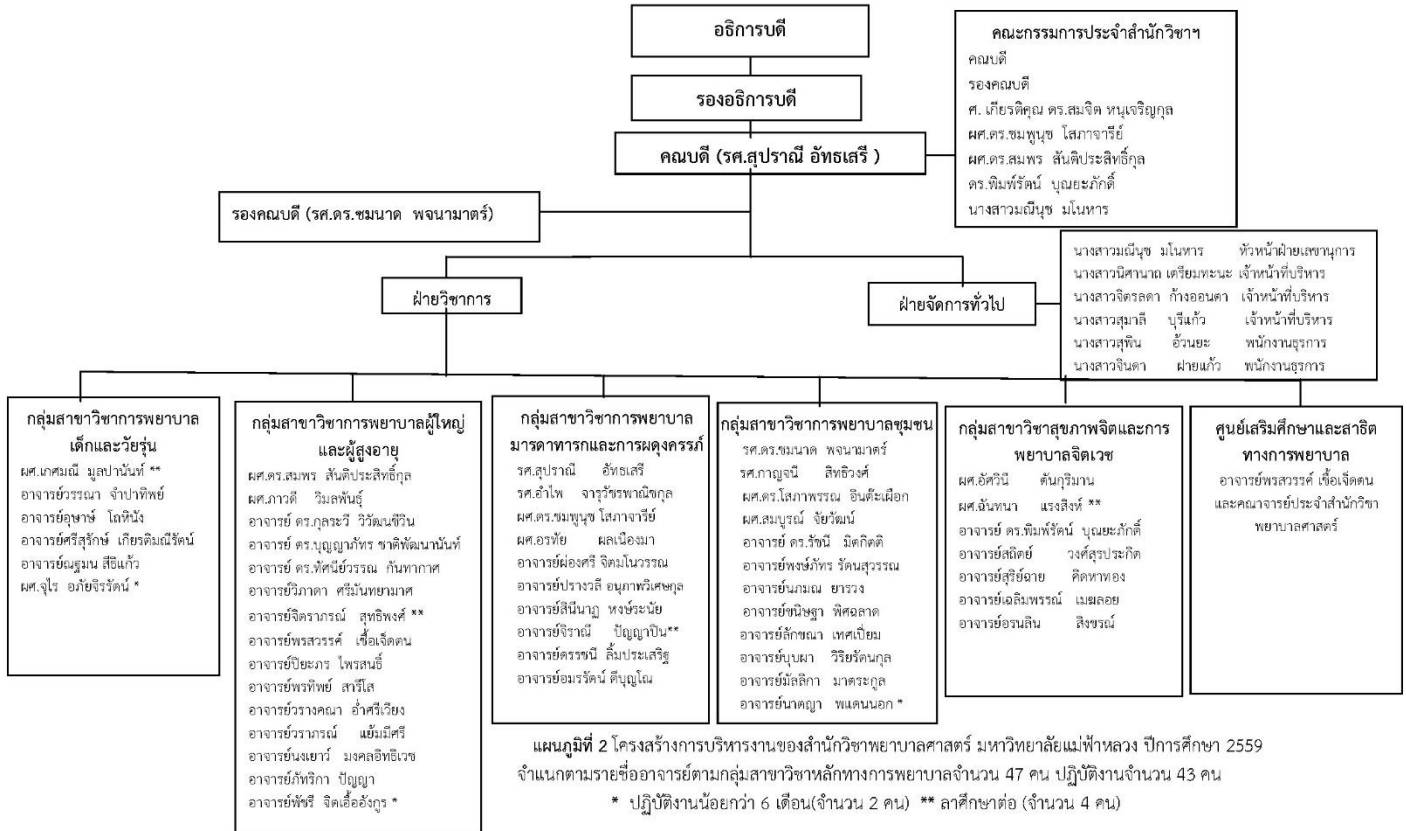 อธิการบดี
รองอธิการบดี
คณบดี (รศ.สุปราณี อัทธเสรี )
คณะกรรมการประจำสำนักวิชาฯ
คณบดี
รองคณบดี
ศ. เกียรติคุณ ดร.สมจิต หนุเจริญกุล
ผศ.ดร.ชมพูนุช โสภาจารีย์
ผศ.ดร.สมพร สันติประสิทธิ์กุล
ดร.พิมพ์รัตน์ บุณยะภักดิ์
นางสาวมณีนุช มโนหาร
รองคณบดี (รศ.ดร.ชมนาด พจนามาตร์)
ฝ่ายวิชาการ
ฝ่ายจัดการทั่วไป
นางสาวมณีนุช มโนหาร หัวหน้าฝ่ายเลขานุการ
นางสาวนิศานาถ เตรียมทะนะ เจ้าหน้าที่บริหาร
นางสาวจิตรลดา ก้างออนตา เจ้าหน้าที่บริหาร
นางสาวสุมาลี บุรีแก้ว เจ้าหน้าที่บริหาร
นางสาวสุพิน อ้วนยะ พนักงานธุรการ
นางสาวจินดา ฝายแก้ว พนักงานธุรการ
กลุ่มสาขาวิชาการพยาบาล
เด็กและวัยรุ่น
ผศ.เกศมณี มูลปานันท์ **
อาจารย์วรรณา จำปาทิพย์
อาจารย์อุษาษ์ โถหินัง
อาจารย์ศรีสุรักษ์ เกียรติมณีรัตน์
อาจารย์ณฐมน สีธิแก้ว
ผศ.จุไร อภัยจิรรัตน์ *
กลุ่มสาขาวิชาการพยาบาลผู้ใหญ่
และผู้สูงอายุ
ผศ.ดร.สมพร สันติประสิทธิ์กุล
ผศ.ภาวดี วิมลพันธุ์
อาจารย์ ดร.กุลระวี วิวัฒนชีวิน
อาจารย์ ดร.บุญญาภัทร ชาติพัฒนานันท์
อาจารย์ ดร.ทัศนีย์วรรณ กันทากาศ
อาจารย์วิภาดา ศรีมันทยามาศ
อาจารย์จิตราภรณ์ สุทธิพงศ์ **
อาจารย์พรสวรรค์ เชื้อเจ็ดตน
อาจารย์ปิยะภร ไพรสนธิ์
อาจารย์พรทิพย์ สารีโส
อาจารย์วรางคณา อ่ำศรีเวียง
อาจารย์วราภรณ์ แย้มมีศรี
อาจารย์นงเยาว์ มงคลอิทธิเวช
อาจารย์ภัทริกา ปัญญา
อาจารย์พัชรี จิตเอื้ออังกูร *
กลุ่มสาขาวิชาการพยาบาล
มารดาทารกและการผดุงครรภ์
รศ.สุปราณี อัทธเสรี
รศ.อำไพ จารุวัชรพาณิชกุล
ผศ.ดร.ชมพูนุช โสภาจารีย์
ผศ.อรทัย ผลเนืองมา
อาจารย์ผ่องศรี จิตมโนวรรณ
อาจารย์ปรางวลี อนุภาพวิเศษกุล
อาจารย์สินีนาฏ หงษ์ระนัย
อาจารย์จิราณี ปัญญาปิน**
อาจารย์ดรรชนี ลิ้มประเสริฐ
อาจารย์อมรรัตน์ ดีบุญโณ
กลุ่มสาขาวิชาการพยาบาลชุมชน
รศ.ดร.ชมนาด พจนามาตร์
รศ.กาญจนี สิทธิวงศ์
ผศ.ดร.โสภาพรรณ อินต๊ะเผือก
ผศ.สมบูรณ์ จัยวัฒน์
อาจารย์ ดร.รัชนี มิตกิตติ
อาจารย์พงษ์ภัทร รัตนสุวรรณ
อาจารย์นภมณ ยารวง
อาจารย์ขนิษฐา พิศฉลาด
อาจารย์ลักขณา เทศเปี่ยม
อาจารย์บุบผา วิริยรัตนกุล
อาจารย์มัลลิกา มาตระกูล
อาจารย์นาตญา พแดนนอก *
กลุ่มสาขาวิชาสุขภาพจิตและการ
พยาบาลจิตเวช
ผศ.อัศวินี ตันกุริมาน
ผศ.ฉันทนา แรงสิงห์ **
อาจารย์ ดร.พิมพ์รัตน์ บุณยะภักดิ์
อาจารย์สถิตย์ วงศ์สุรประกิต
อาจารย์สุริย์ฉาย คิดหาทอง
อาจารย์เฉลิมพรรณ์ เมฆลอย
อาจารย์อรนลิน สิงขรณ์
ศูนย์เสริมศึกษาและสาธิต
ทางการพยาบาล
อาจารย์พรสวรรค์ เชื้อเจ็ดตน
และคณาจารย์ประจำสำนักวิชา
พยาบาลศาสตร์
แผนภูมิที่ 2 โครงสร้างการบริหารงานของสำนักวิชาพยาบาลศาสตร์ มหาวิทยาลัยแม่ฟ้าหลวง ปีการศึกษา 2559
จำแนกตามรายชื่ออาจารย์ตามกลุ่มสาขาวิชาหลักทางการพยาบาลจำนวน 47 คน ปฏิบัติงานจำนวน 43 คน
* ปฏิบัติงานน้อยกว่า 6 เดือน(จำนวน 2 คน) ** ลาศึกษาต่อ (จำนวน 4 คน)